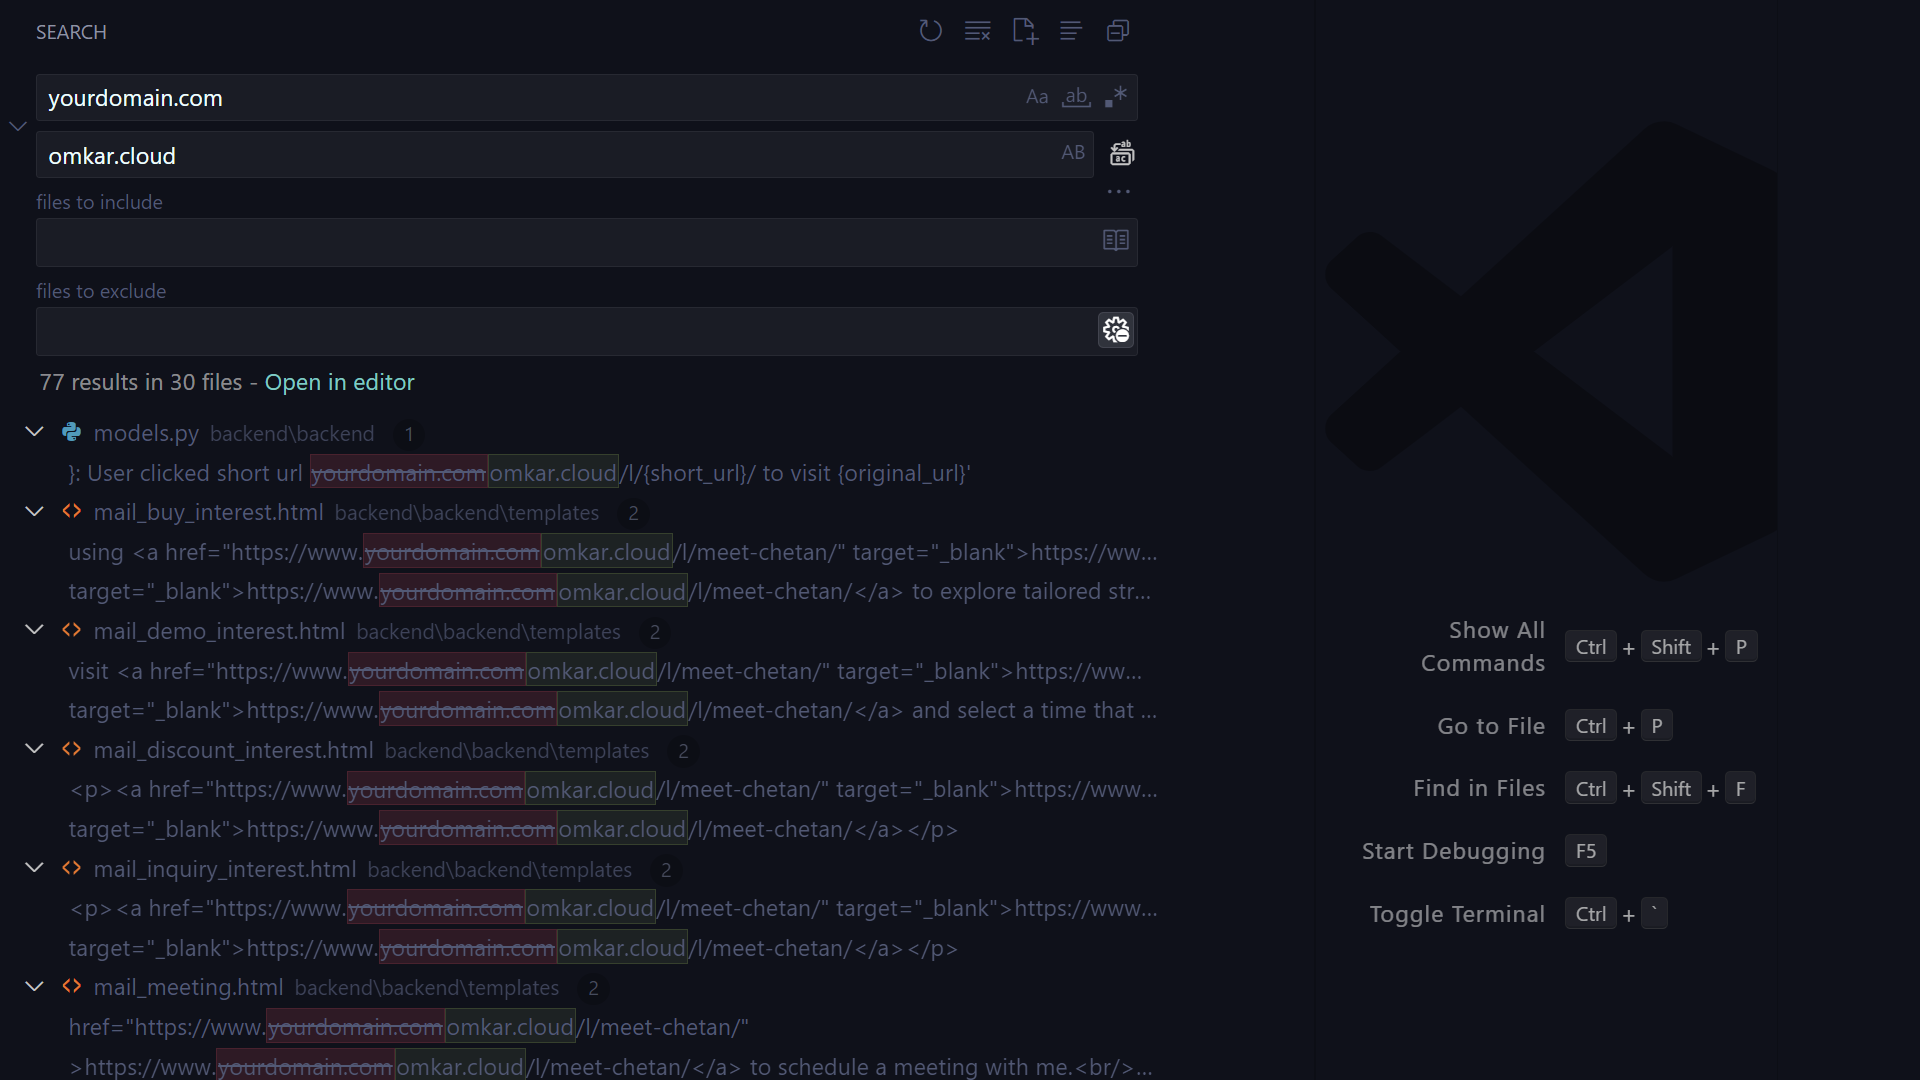 SEARCH
yourdomain.com Aa ab .*
omkar.cloud AB
files to include
files to exclude
77 results in 30 files - Open in editor
models.py backend\backend 1
}: User clicked short url yourdomain.comomkar.cloud/l/{short_url}/ to visit {original_url}'
mail_buy_interest.html backend\backend\templates 2
using <a href="https://www.yourdomain.comomkar.cloud/l/meet-chetan/" target="_blank">https://ww…
target="_blank">https://www.yourdomain.comomkar.cloud/l/meet-chetan/</a> to explore tailored str…
mail_demo_interest.html backend\backend\templates 2
visit <a href="https://www.yourdomain.comomkar.cloud/l/meet-chetan/" target="_blank">https://ww…
target="_blank">https://www.yourdomain.comomkar.cloud/l/meet-chetan/</a> and select a time that …
mail_discount_interest.html backend\backend\templates 2
<p><a href="https://www.yourdomain.comomkar.cloud/l/meet-chetan/" target="_blank">https://www…
target="_blank">https://www.yourdomain.comomkar.cloud/l/meet-chetan/</a></p>
mail_inquiry_interest.html backend\backend\templates 2
<p><a href="https://www.yourdomain.comomkar.cloud/l/meet-chetan/" target="_blank">https://www…
target="_blank">https://www.yourdomain.comomkar.cloud/l/meet-chetan/</a></p>
mail_meeting.html backend\backend\templates 2
href="https://www.yourdomain.comomkar.cloud/l/meet-chetan/"
>https://www.yourdomain.comomkar.cloud/l/meet-chetan/</a> to schedule a meeting with me.<br/>…
Show All
Commands Ctrl + Shift + P
Go to File Ctrl + P
Find in Files Ctrl + Shift + F
Start Debugging F5
Toggle Terminal Ctrl + `